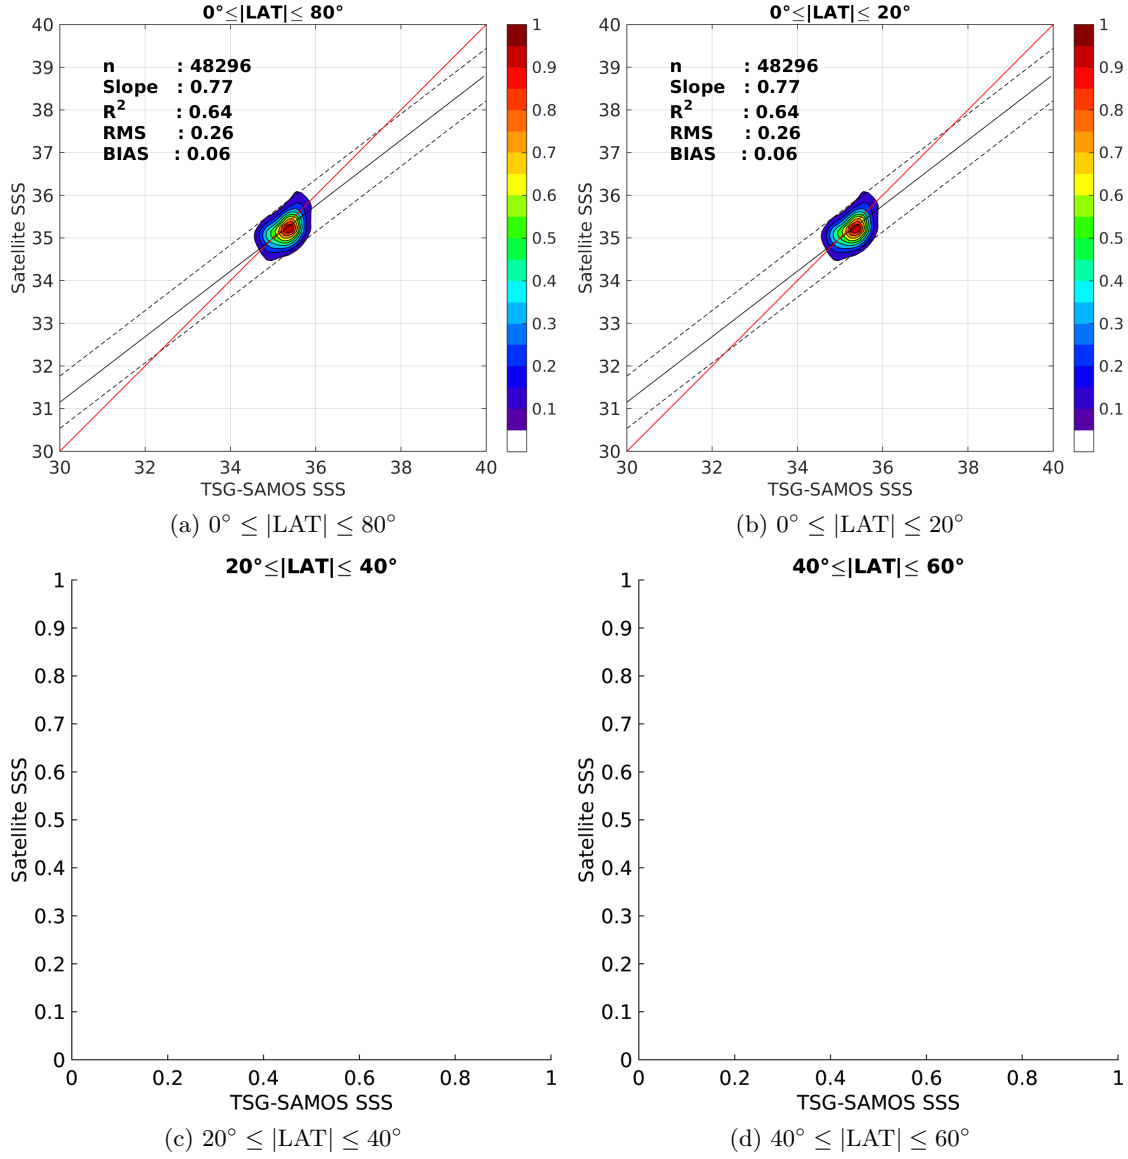 0°≤|LAT|≤ 80°
40
39
38
37
36
35
34
33
32
31
30
30 32 34 36 38 40
Satellite SSS
TSG-SAMOS SSS
n : 48296
Slope : 0.77
R² : 0.64
RMS : 0.26
BIAS : 0.06
1
0.9
0.8
0.7
0.6
0.5
0.4
0.3
0.2
0.1
(a) 0° ≤ |LAT| ≤ 80°
0°≤|LAT|≤ 20°
40
39
38
37
36
35
34
33
32
31
30
30 32 34 36 38 40
Satellite SSS
TSG-SAMOS SSS
n : 48296
Slope : 0.77
R² : 0.64
RMS : 0.26
BIAS : 0.06
1
0.9
0.8
0.7
0.6
0.5
0.4
0.3
0.2
0.1
(b) 0° ≤ |LAT| ≤ 20°
20°≤|LAT|≤ 40°
1
0.9
0.8
0.7
0.6
0.5
0.4
0.3
0.2
0.1
0
0 0.2 0.4 0.6 0.8 1
Satellite SSS
TSG-SAMOS SSS
(c) 20° ≤ |LAT| ≤ 40°
40°≤|LAT|≤ 60°
1
0.9
0.8
0.7
0.6
0.5
0.4
0.3
0.2
0.1
0
0 0.2 0.4 0.6 0.8 1
Satellite SSS
TSG-SAMOS SSS
(d) 40° ≤ |LAT| ≤ 60°